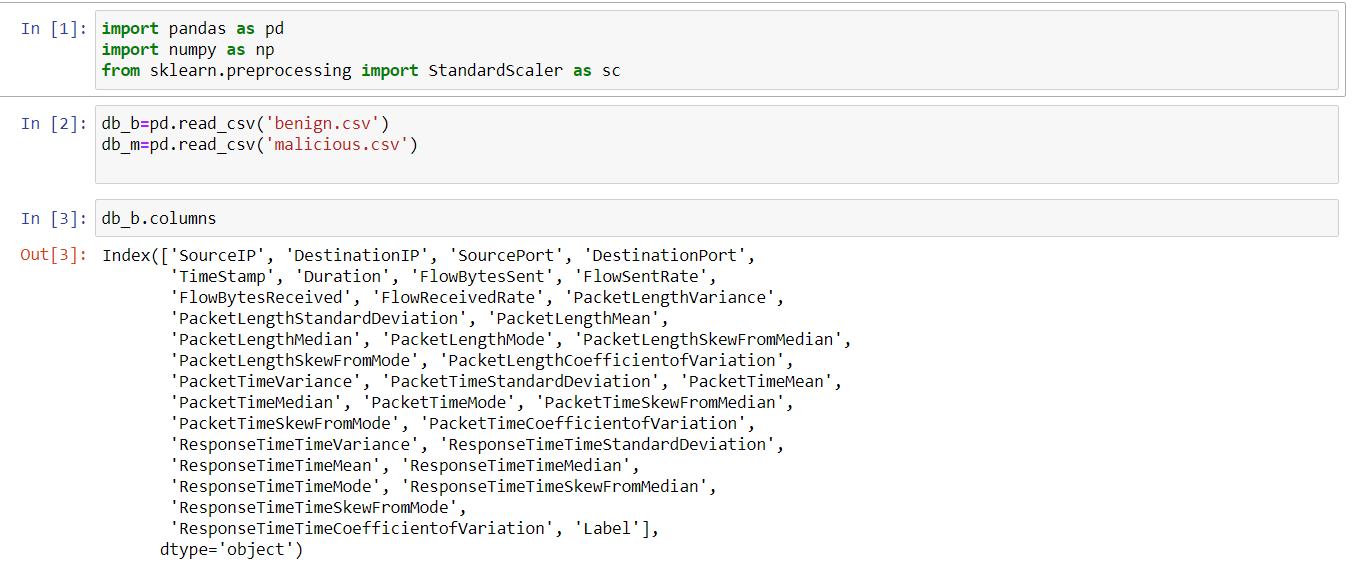 In [1]: import pandas as pd
import numpy as np
from sklearn.preprocessing import StandardScaler as sc
In [2]: db_b=pd.read_csv('benign.csv')
db_m=pd.read_csv('malicious.csv')
In [3]: db_b.columns
Out[3]: Index(['SourceIP', 'DestinationIP', 'SourcePort', 'DestinationPort',
'TimeStamp', 'Duration', 'FlowBytesSent', 'FlowSentRate',
'FlowBytesReceived', 'FlowReceivedRate', 'PacketLengthVariance',
'PacketLengthStandardDeviation', 'PacketLengthMean',
'PacketLengthMedian', 'PacketLengthMode', 'PacketLengthSkewFromMedian',
'PacketLengthSkewFromMode', 'PacketLengthCoefficientofVariation',
'PacketTimeVariance', 'PacketTimeStandardDeviation', 'PacketTimeMean',
'PacketTimeMedian', 'PacketTimeMode', 'PacketTimeSkewFromMedian',
'PacketTimeSkewFromMode', 'PacketTimeCoefficientofVariation',
'ResponseTimeTimeVariance', 'ResponseTimeTimeStandardDeviation',
'ResponseTimeTimeMean', 'ResponseTimeTimeMedian',
'ResponseTimeTimeMode', 'ResponseTimeTimeSkewFromMedian',
'ResponseTimeTimeSkewFromMode',
'ResponseTimeTimeCoefficientofVariation', 'Label'],
dtype='object')